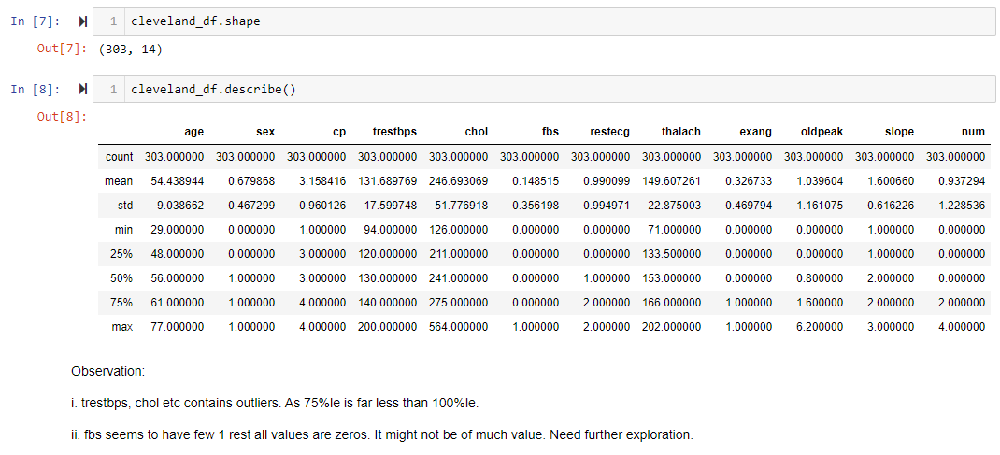 In [7]: 1 cleveland_df.shape
Out[7]: (303, 14)
In [8]: 1 cleveland_df.describe()
Out[8]:
age sex cp trestbps chol fbs restecg thalach exang oldpeak slope num
count 303.000000 303.000000 303.000000 303.000000 303.000000 303.000000 303.000000 303.000000 303.000000 303.000000 303.000000 303.000000
mean 54.438944 0.679868 3.158416 131.689769 246.693069 0.148515 0.990099 149.607261 0.326733 1.039604 1.600660 0.937294
std 9.038662 0.467299 0.960126 17.599748 51.776918 0.356198 0.994971 22.875003 0.469794 1.161075 0.616226 1.228536
min 29.000000 0.000000 1.000000 94.000000 126.000000 0.000000 0.000000 71.000000 0.000000 0.000000 1.000000 0.000000
25% 48.000000 0.000000 3.000000 120.000000 211.000000 0.000000 0.000000 133.500000 0.000000 0.000000 1.000000 0.000000
50% 56.000000 1.000000 3.000000 130.000000 241.000000 0.000000 1.000000 153.000000 0.000000 0.800000 2.000000 0.000000
75% 61.000000 1.000000 4.000000 140.000000 275.000000 0.000000 2.000000 166.000000 1.000000 1.600000 2.000000 2.000000
max 77.000000 1.000000 4.000000 200.000000 564.000000 1.000000 2.000000 202.000000 1.000000 6.200000 3.000000 4.000000
Observation:
i. trestbps, chol etc contains outliers. As 75%le is far less than 100%le.
ii. fbs seems to have few 1 rest all values are zeros. It might not be of much value. Need further exploration.